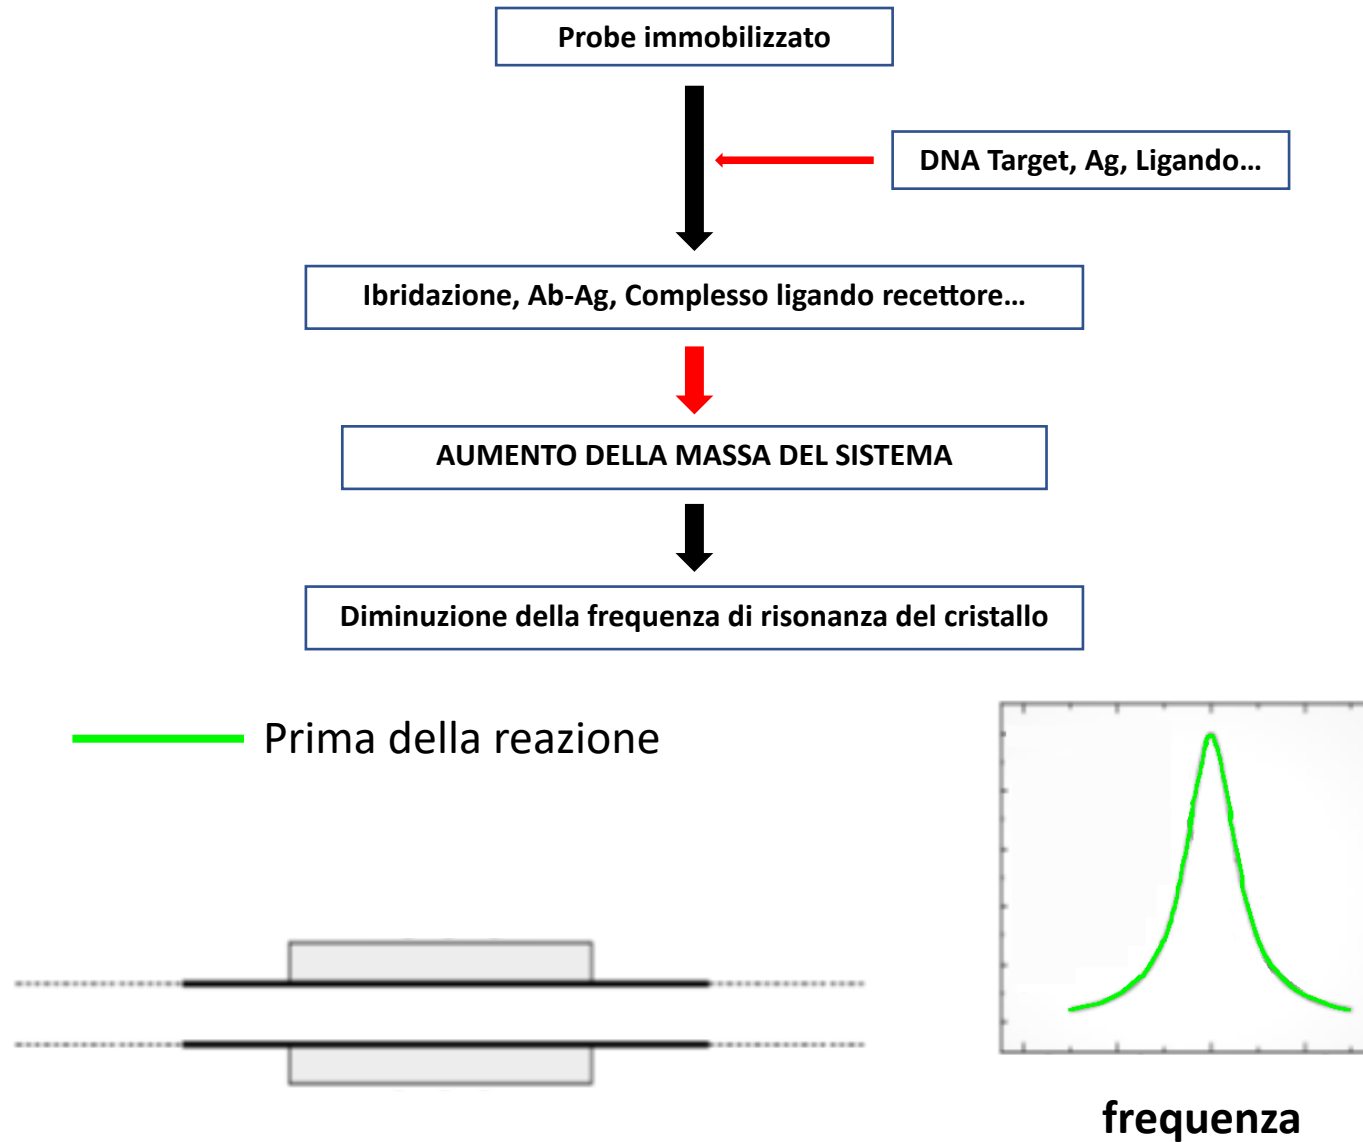 Probe immobilizzato
DNA Target, Ag, Ligando…
Ibridazione, Ab-Ag, Complesso ligando recettore…
AUMENTO DELLA MASSA DEL SISTEMA
Diminuzione della frequenza di risonanza del cristallo
Prima della reazione
frequenza